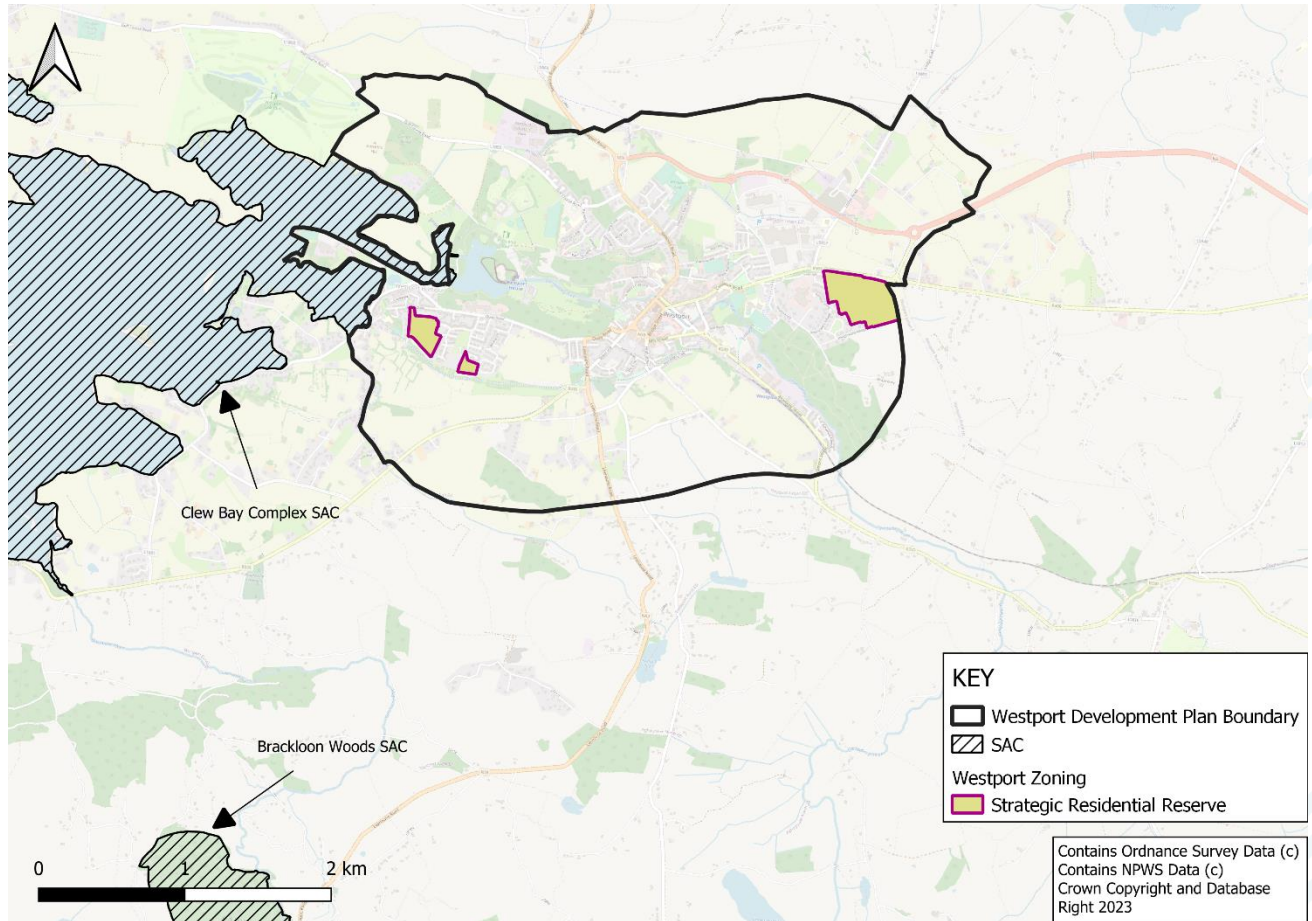 Clew Bay Complex SAC
Brackloon Woods SAC
0
1
2 km
KEY
Westport Development Plan Boundary
SAC
Westport Zoning
Strategic Residential Reserve
Contains Ordnance Survey Data (c)
Contains NPWS Data (c)
Crown Copyright and Database
Right 2023